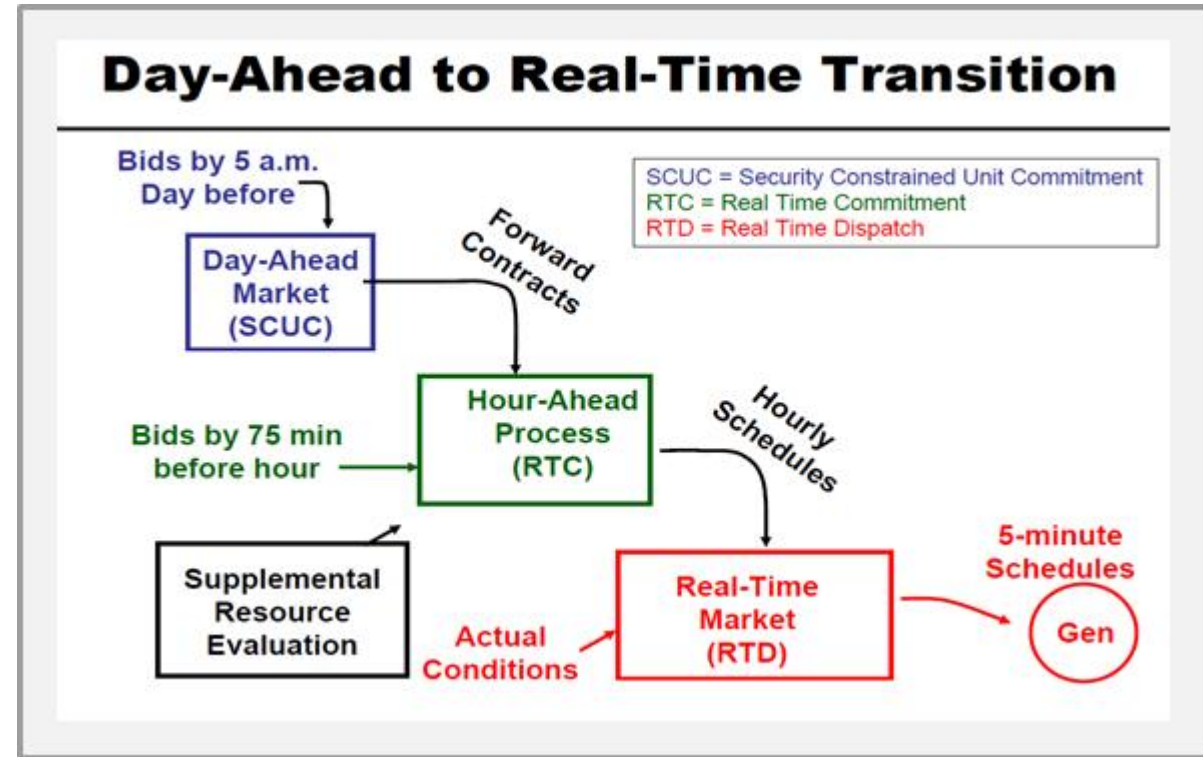 Day-Ahead to Real-Time Transition
Bids by 5 a.m.
Day before
SCUC = Security Constrained Unit Commitment
RTC = Real Time Commitment
RTD = Real Time Dispatch
Day-Ahead
Market
(SCUC)
Forward
Contracts
Hour-Ahead
Process
(RTC)
Bids by 75 min
before hour
Hourly
Schedules
Supplemental
Resource
Evaluation
Actual
Conditions
Real-Time
Market
(RTD)
5-minute
Schedules
Gen